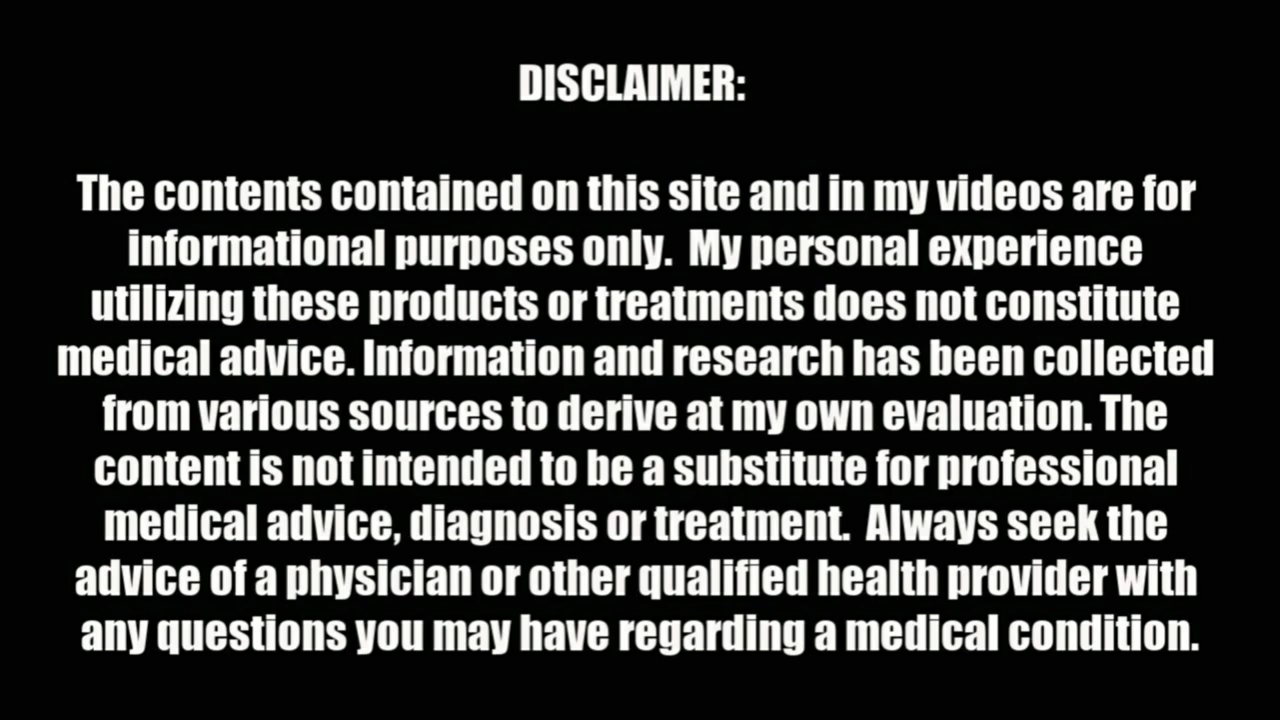 DISCLAIMER:
The contents contained on this site and in my videos are for
informational purposes only.  My personal experience
utilizing these products or treatments does not constitute
medical advice. Information and research has been collected
from various sources to derive at my own evaluation. The
content is not intended to be a substitute for professional
medical advice, diagnosis or treatment.  Always seek the
advice of a physician or other qualified health provider with
any questions you may have regarding a medical condition.